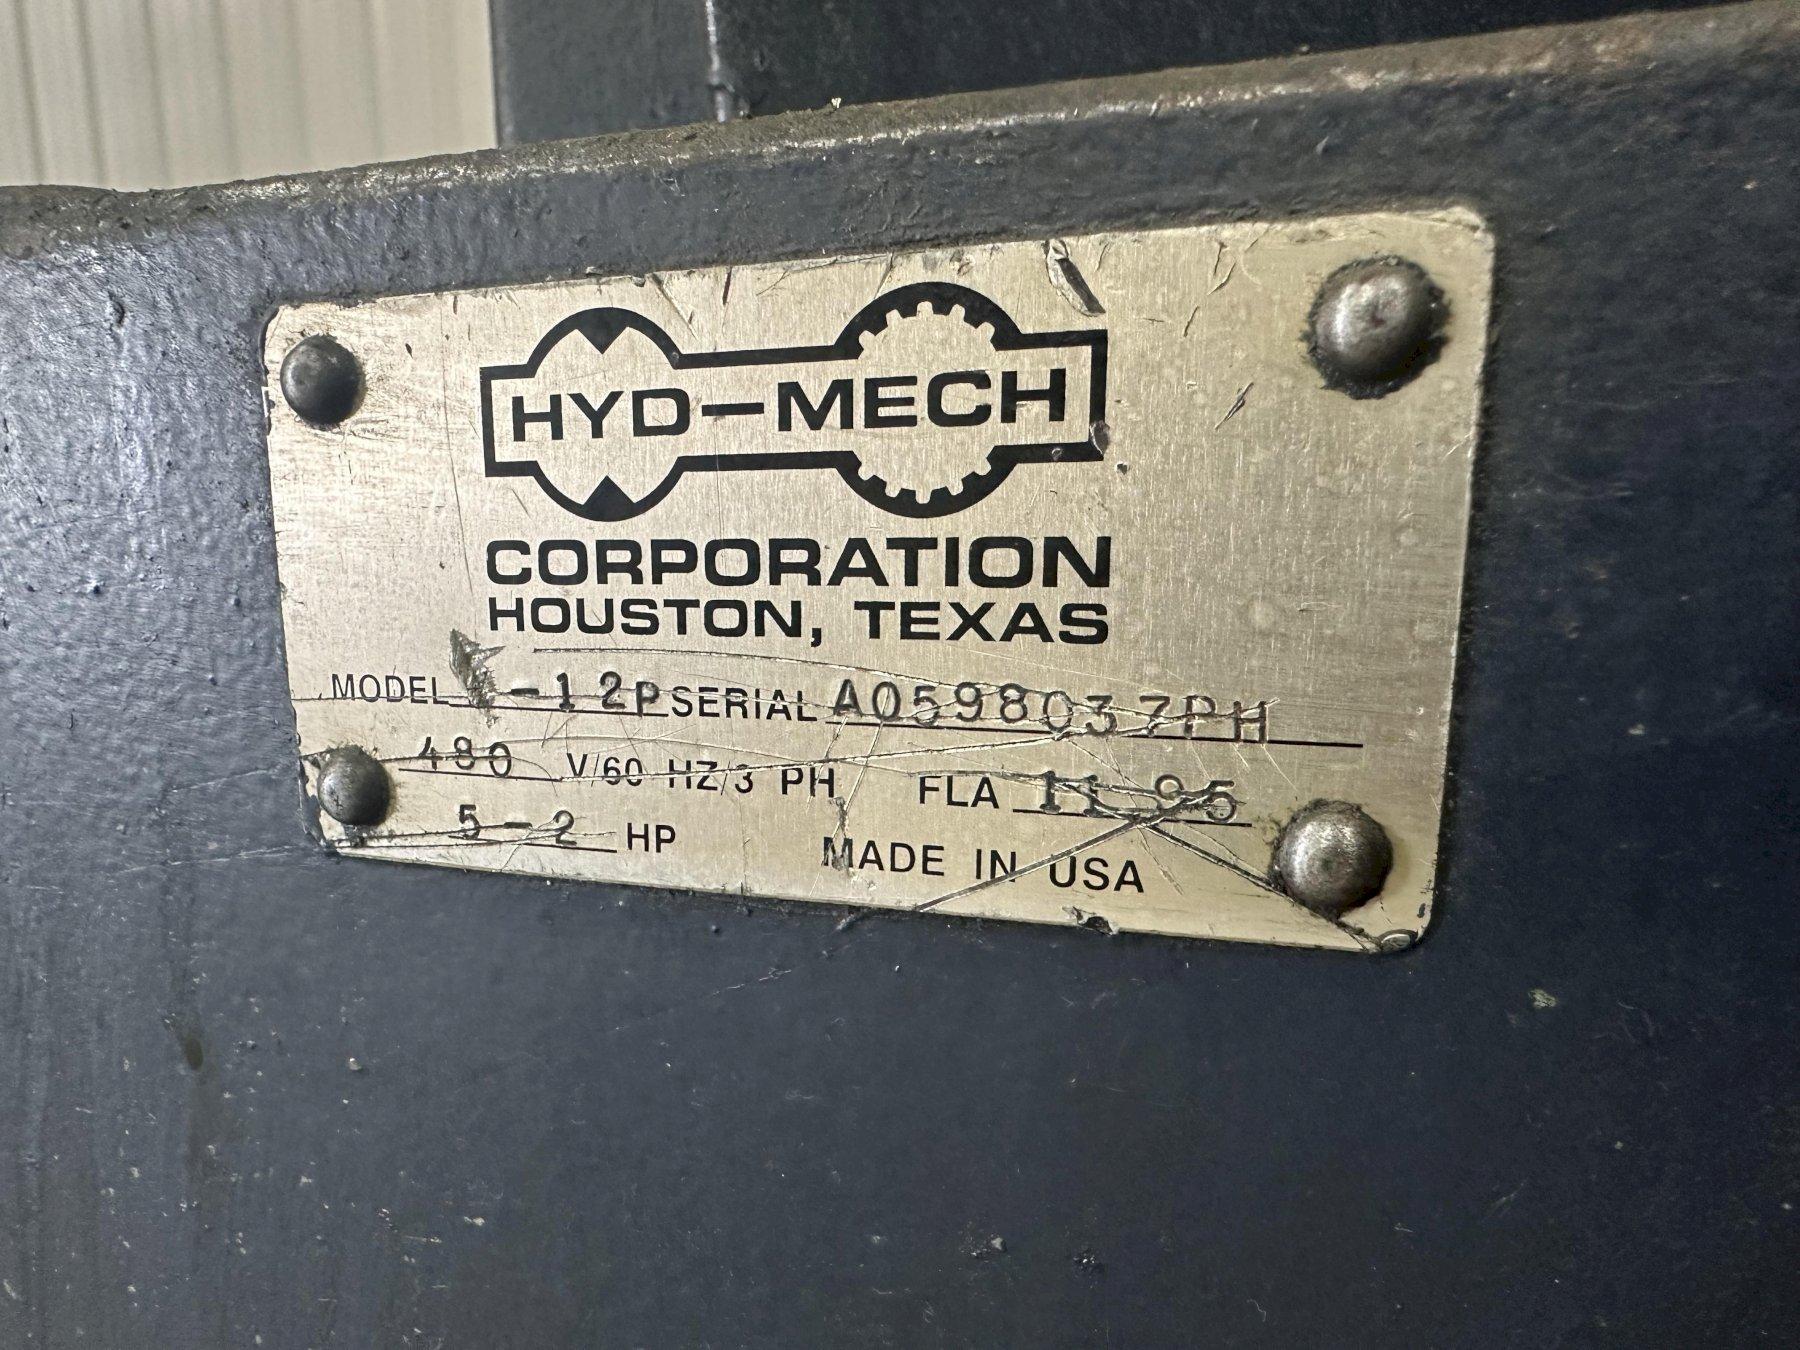 HYD-MECH
CORPORATION
HOUSTON, TEXAS
MODEL -12P SERIAL A0598037PH
480 V/60 HZ/3 PH FLA 11.95
5-2 HP MADE IN USA